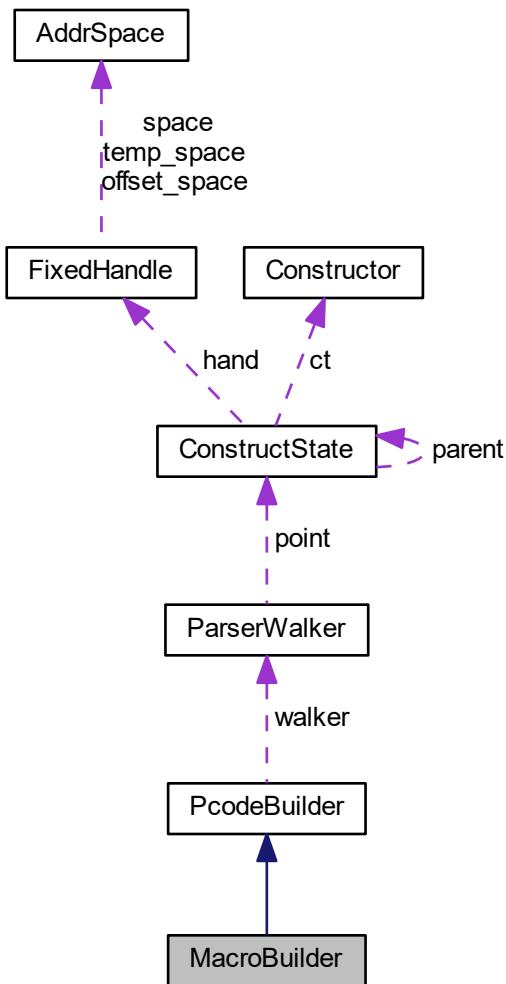 AddrSpace
space
temp_space
offset_space
FixedHandle
Constructor
hand
ct
ConstructState
parent
point
ParserWalker
walker
PcodeBuilder
MacroBuilder